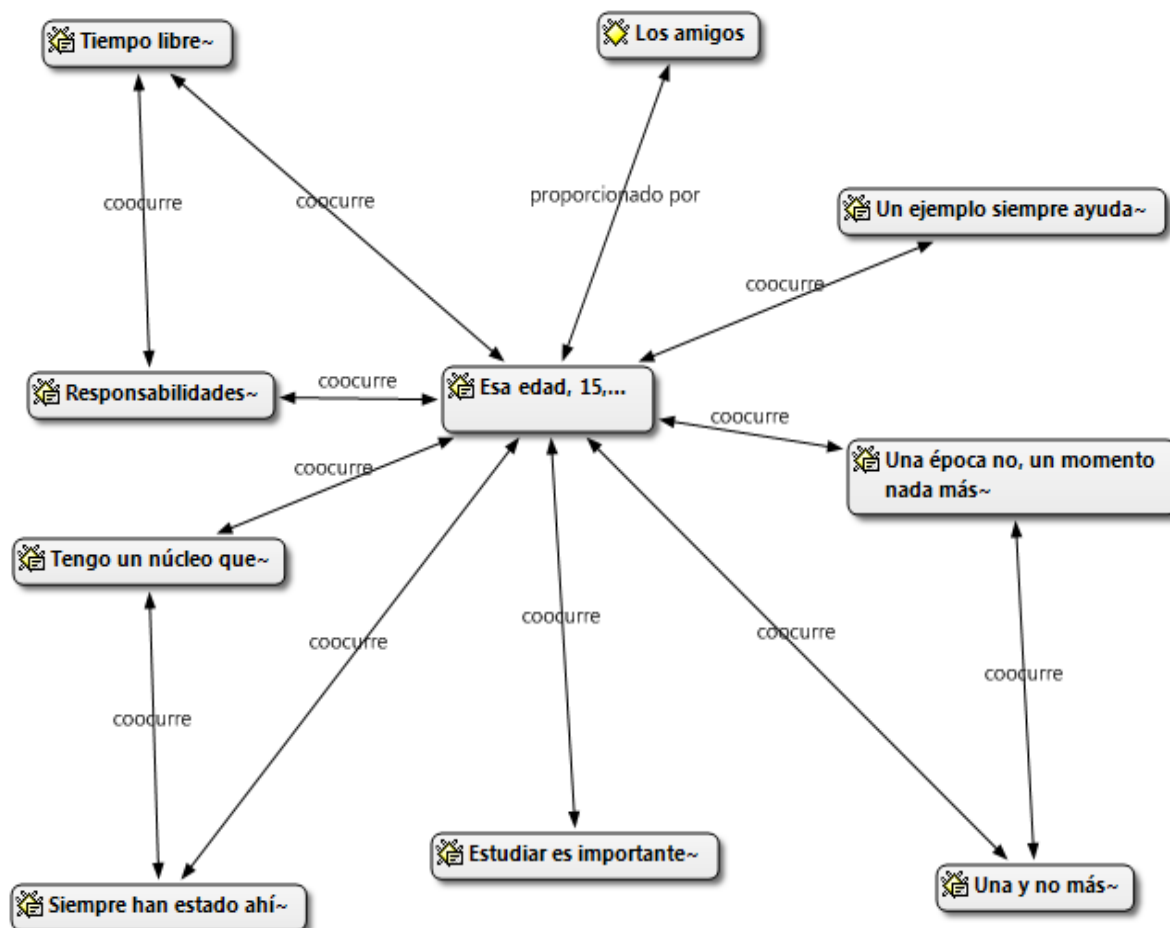 Tiempo libre~
Los amigos
coocurre
coocurre
proporcionado por
Un ejemplo siempre ayuda~
coocurre
Responsabilidades~
coocurre
Esa edad, 15,...
coocurre
Una época no, un momento
nada más~
coocurre
Tengo un núcleo que~
coocurre
coocurre
coocurre
coocurre
coocurre
Estudiar es importante~
Una y no más~
Siempre han estado ahí~